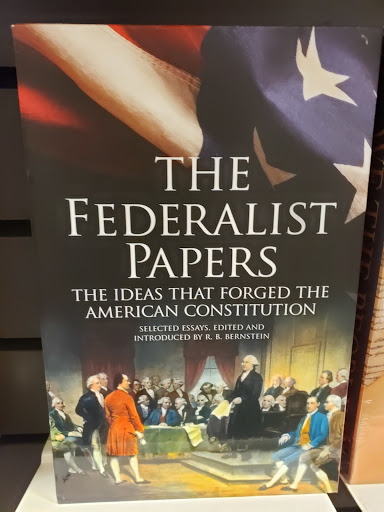 THE
FEDERALIST
PAPERS
THE IDEAS THAT FORGED THE
AMERICAN CONSTITUTION
SELECTED ESSAYS, EDITED AND
INTRODUCED BY R. B. BERNSTEIN